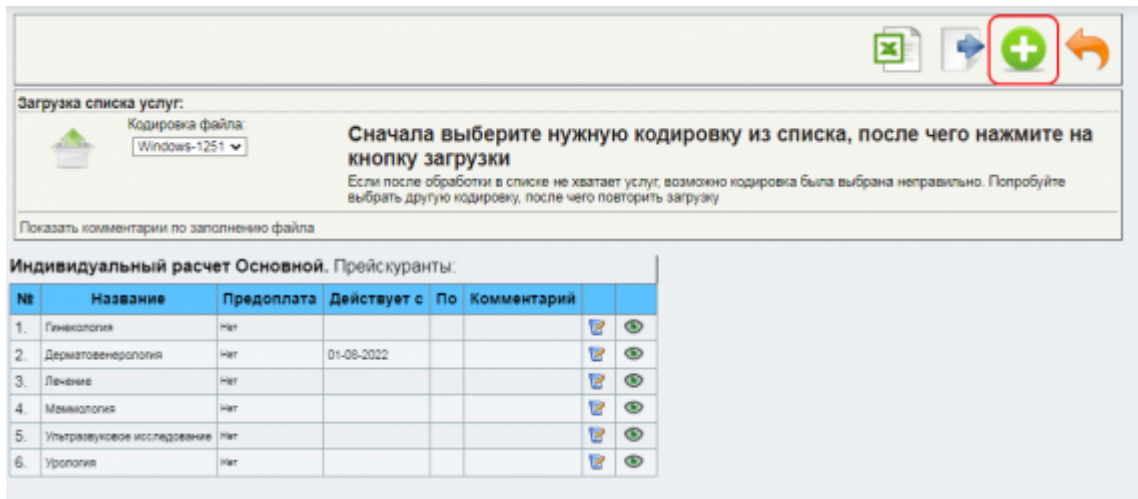 Загрузка списка услуг:
Кодировка файла:
Windows-1251
Сначала выберите нужную кодировку из списка, после чего нажмите на
кнопку загрузки
Если после обработки в списке не хватает услуг, возможно кодировка была выбрана неправильно. Попробуйте
выбрать другую кодировку, после чего повторить загрузку
Показать комментарии по заполнению файла
Индивидуальный расчет Основной. Прейскуранты:
№ Название Предоплата Действует с По Комментарий
1. Гинекология Нет
2. Дерматовенерология Нет 01-06-2022
3. Лечение Нет
4. Маммология Нет
5. Ультразвуковое исследование Нет
6. Урология Нет